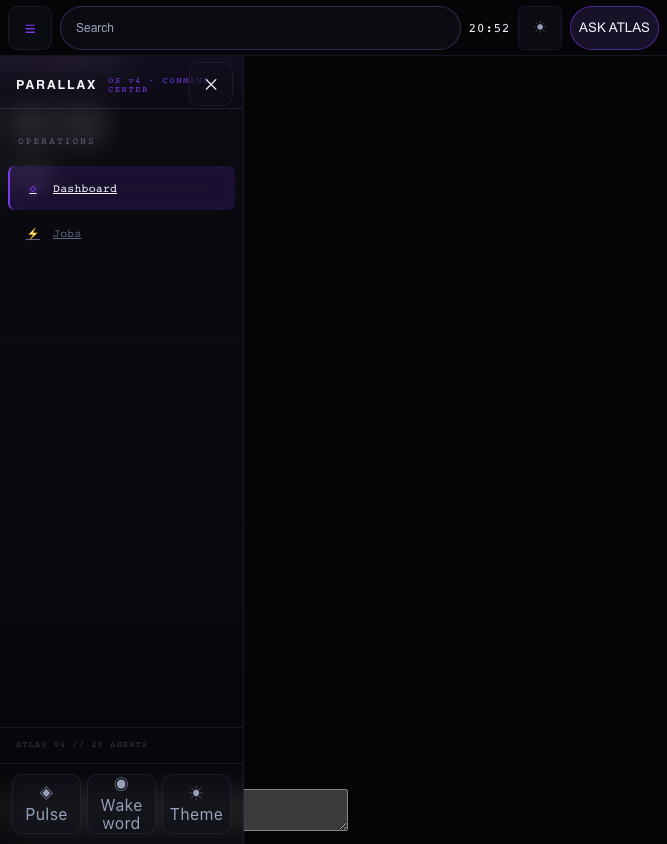 ☰ Search 20:52 ☀ ASK ATLAS
PARALLAX
OS v4 · COMMAND
CENTER
OPERATIONS
Dashboard
⚡ Jobs
ATLAS V4 // 20 AGENTS
Pulse
Wake
word
Theme